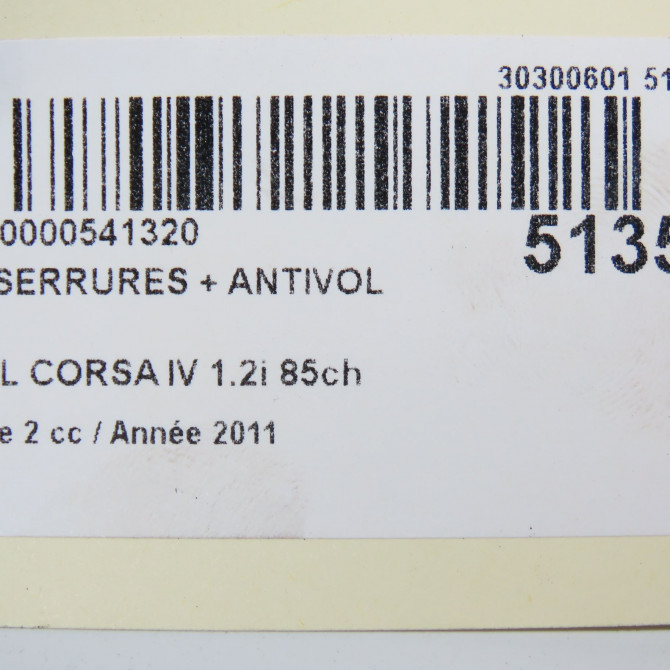 30300601 51
0000541320
5135
SERRURES + ANTIVOL
L CORSA IV 1.2i 85ch
e 2 cc / Année 2011